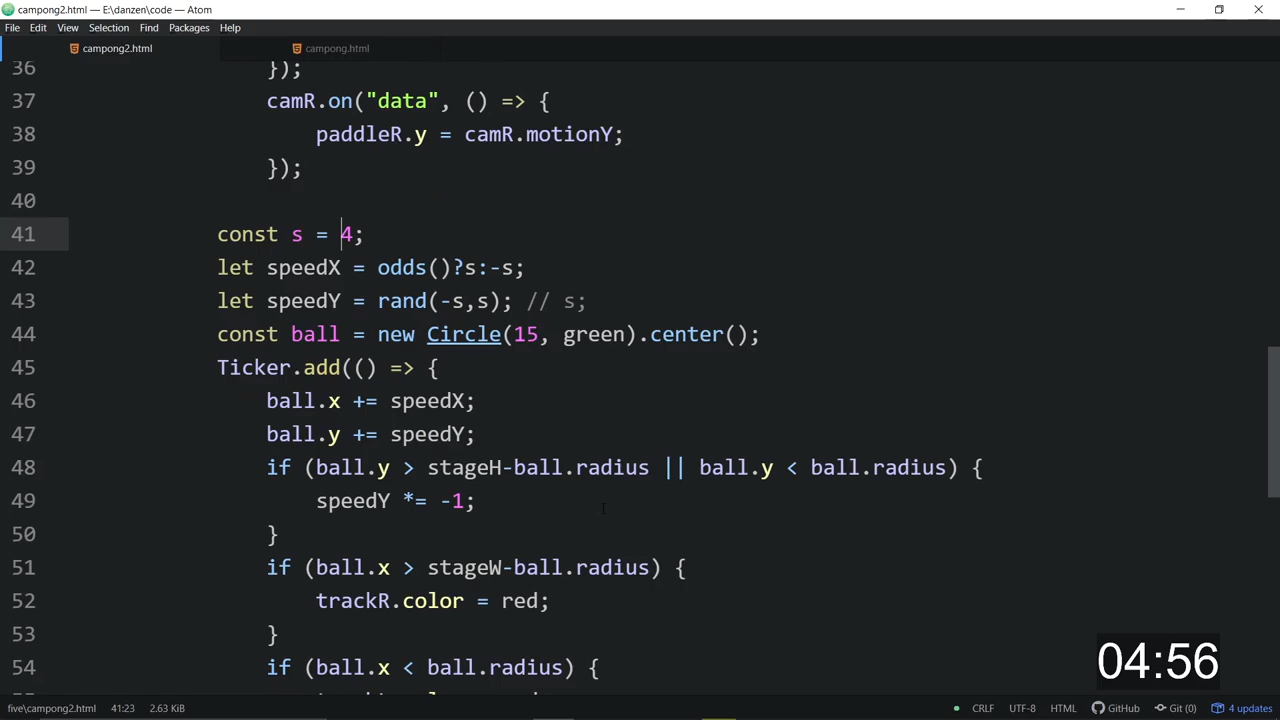 campong2.html — E:\danzen\code — Atom
File Edit View Selection Find Packages Help
campong2.html campong.html
36 });
37 camR.on("data", () => {
38 paddleR.y = camR.motionY;
39 });
40
41 const s = 4;
42 let speedX = odds()?s:-s;
43 let speedY = rand(-s,s); // s;
44 const ball = new Circle(15, green).center();
45 Ticker.add(() => {
46 ball.x += speedX;
47 ball.y += speedY;
48 if (ball.y > stageH-ball.radius || ball.y < ball.radius) {
49 speedY *= -1;
50 }
51 if (ball.x > stageW-ball.radius) {
52 trackR.color = red;
53 }
54 if (ball.x < ball.radius) {
04:56
five\campong2.html 41:23 2.63 KiB CRLF UTF-8 HTML GitHub Git (0) 4 updates